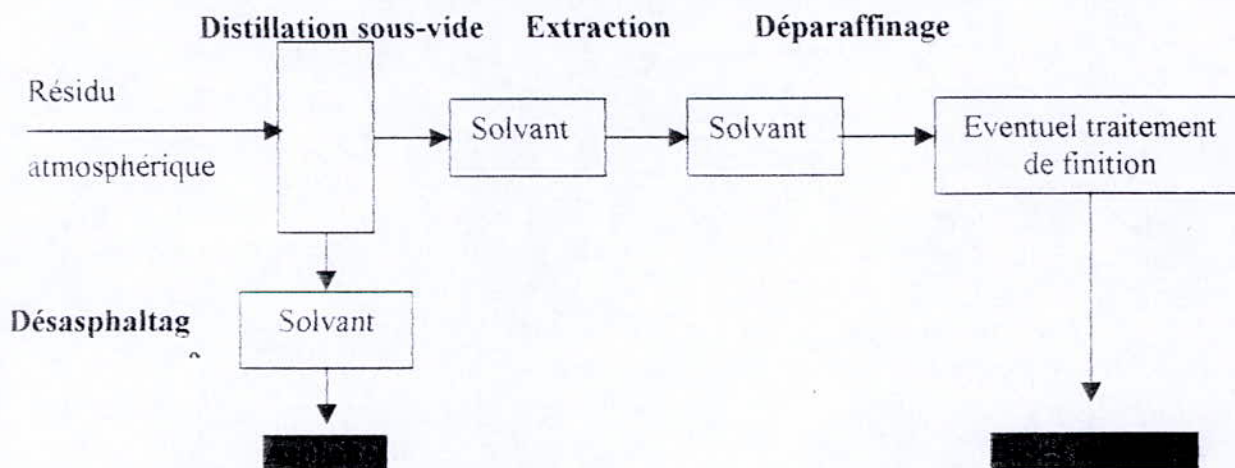 Distillation sous-vide Extraction Déparaffinage
Résidu
atmosphérique
Solvant
Solvant
Eventuel traitement
de finition
Désasphaltag
Solvant